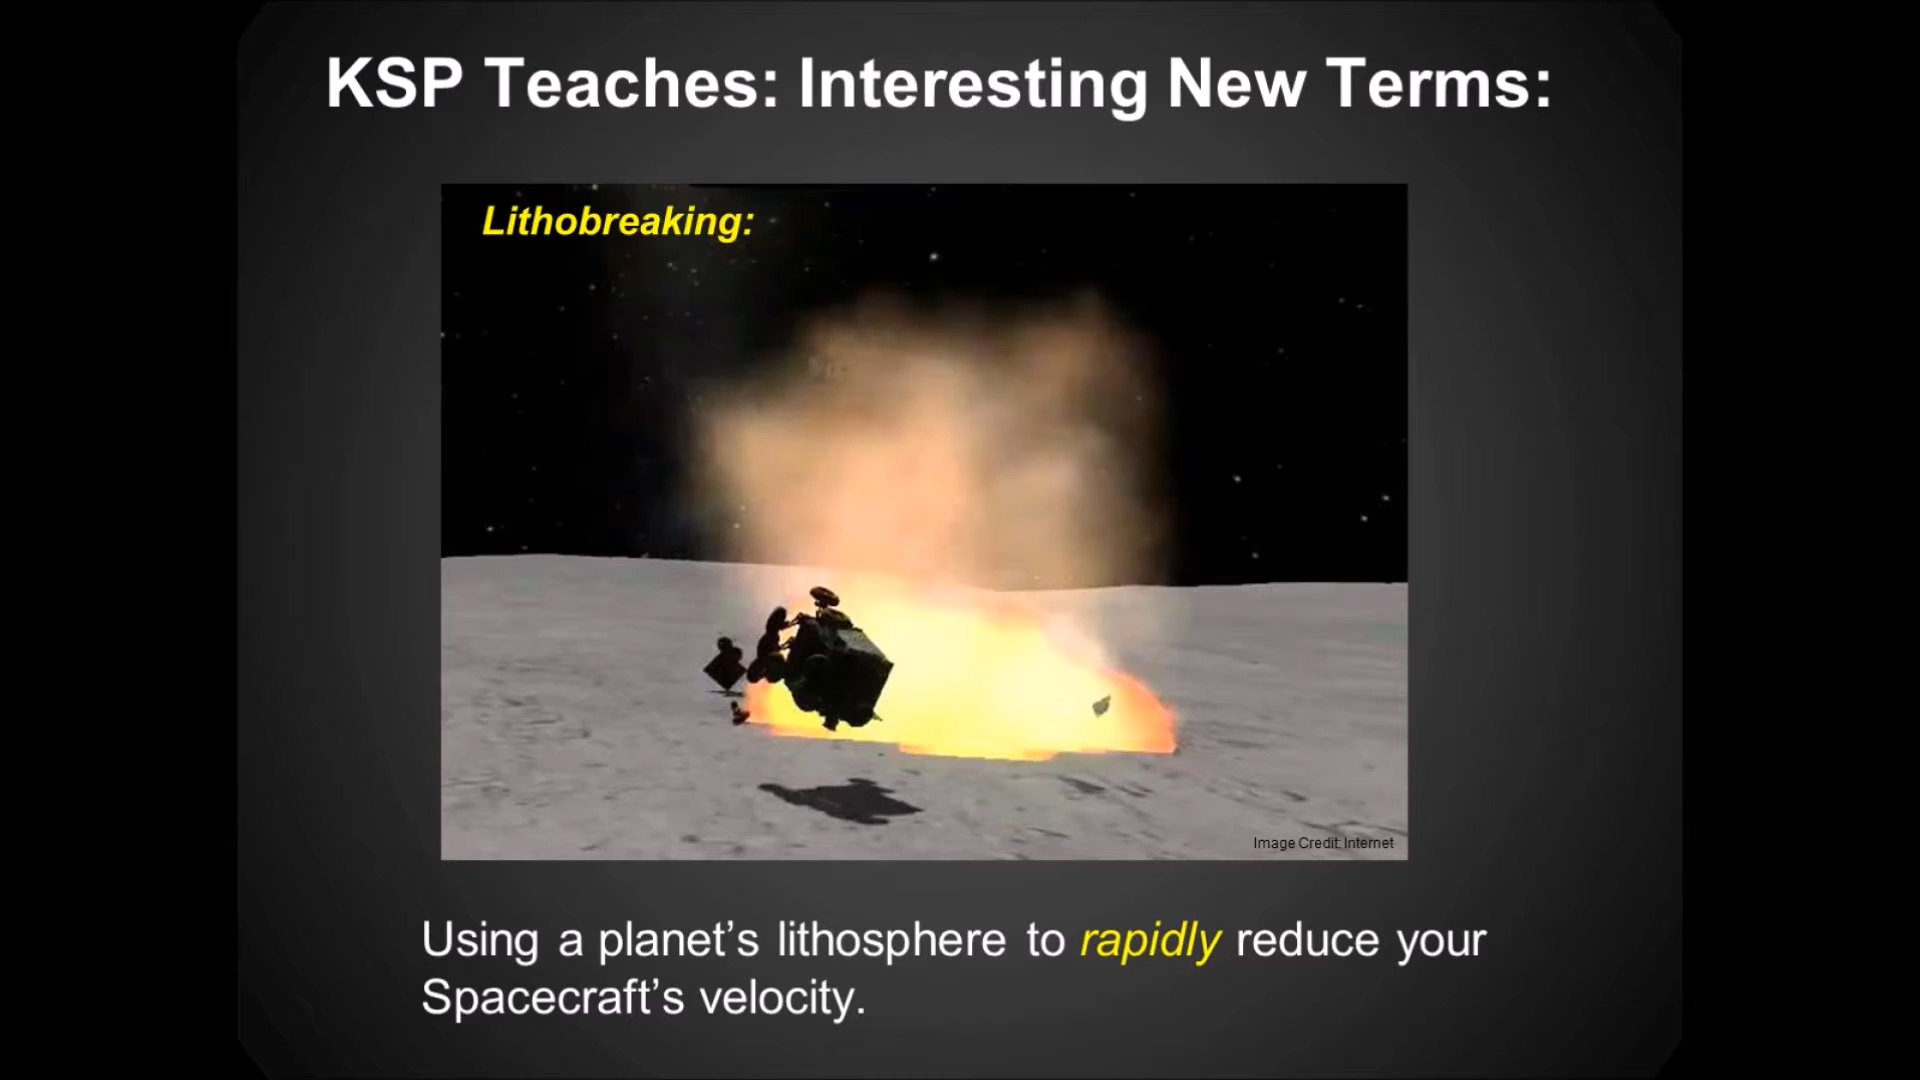 KSP Teaches: Interesting New Terms:
Lithobreaking:
Image Credit: Internet
Using a planet’s lithosphere to rapidly reduce your
Spacecraft’s velocity.